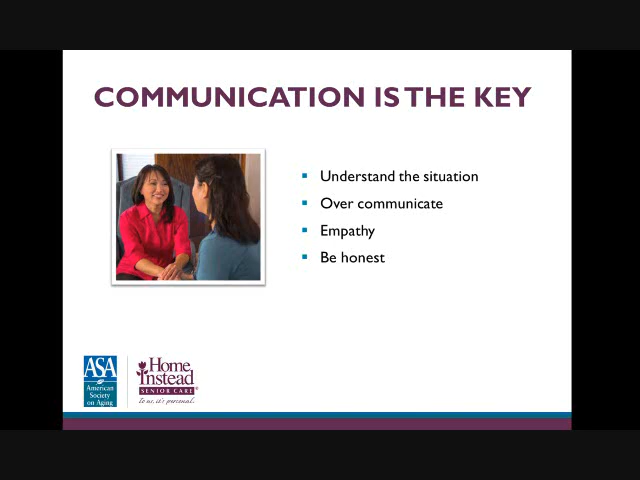 COMMUNICATION IS THE KEY
Understand the situation
Over communicate
Empathy
Be honest
ASA
American
Society
on Aging
Home
Instead
SENIOR CARE®
To us, it's personal.